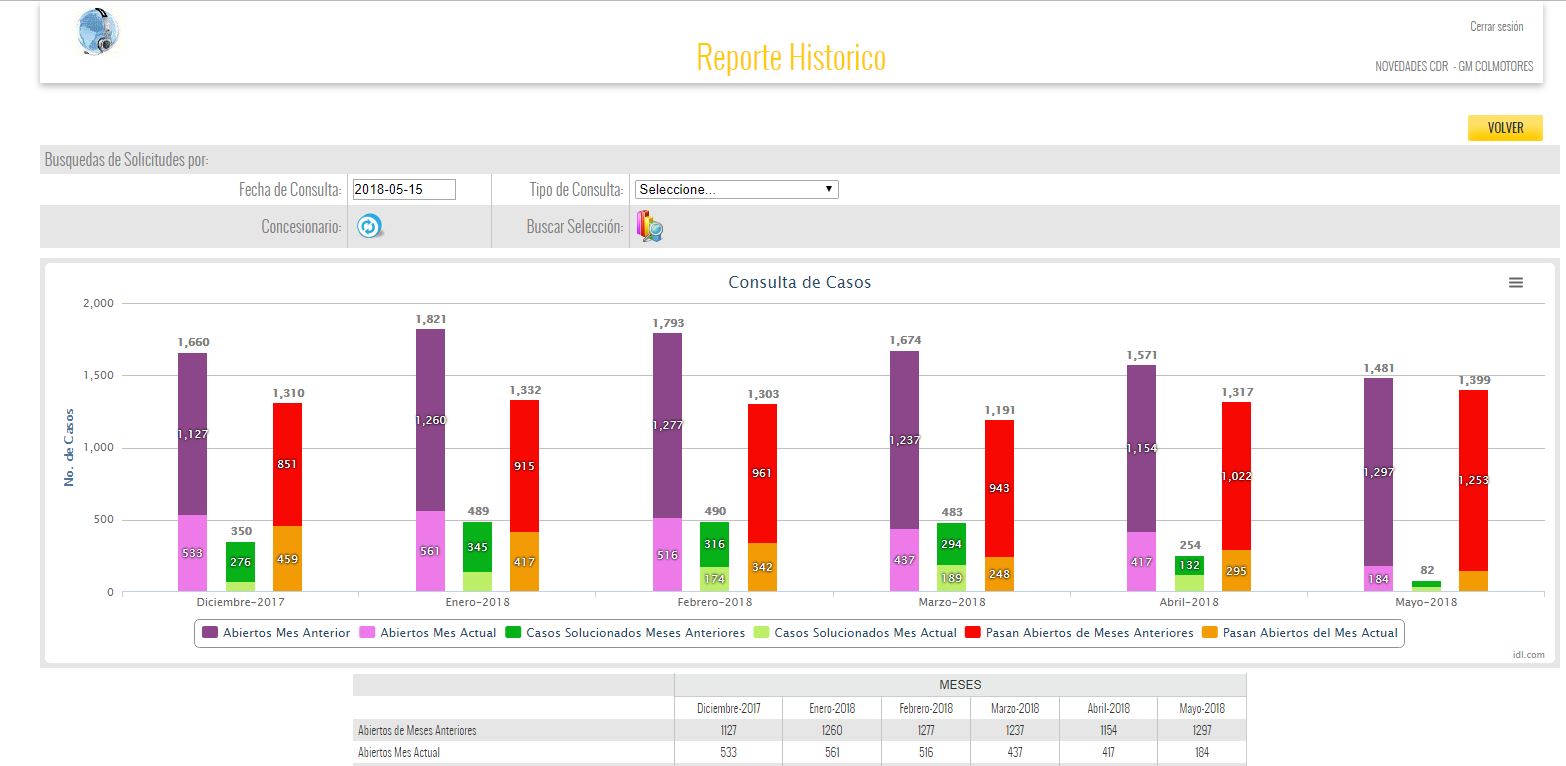 Cerrar sesión
Reporte Historico
NOVEDADES CDR - GM COLMOTORES
VOLVER
Busquedas de Solicitudes por:
Fecha de Consulta: 2018-05-15 Tipo de Consulta: Seleccione...
Concesionario: Buscar Selección:
Consulta de Casos
No. de Casos
2,000
1,500
1,000
500
0
1,660 1,127 533 350 276 1,310 851 459
1,821 1,260 561 489 345 1,332 915 417
1,793 1,277 516 490 316 174 1,303 961 342
1,674 1,237 437 483 294 189 1,191 943 248
1,571 1,154 417 254 132 1,317 1,022 295
1,481 1,297 184 82 1,399 1,253
Diciembre-2017 Enero-2018 Febrero-2018 Marzo-2018 Abril-2018 Mayo-2018
Abiertos Mes Anterior Abiertos Mes Actual Casos Solucionados Meses Anteriores Casos Solucionados Mes Actual Pasan Abiertos de Meses Anteriores Pasan Abiertos del Mes Actual
idl.com
MESES
Diciembre-2017 Enero-2018 Febrero-2018 Marzo-2018 Abril-2018 Mayo-2018
Abiertos de Meses Anteriores 1127 1260 1277 1237 1154 1297
Abiertos Mes Actual 533 561 516 437 417 184